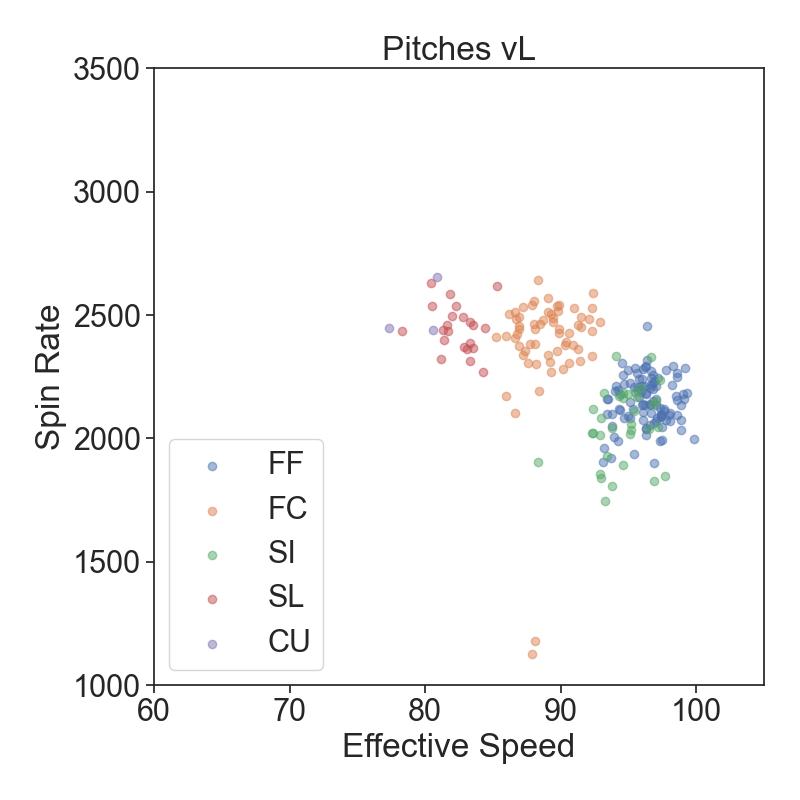 Pitches vL
3500
3000
2500
2000
1500
1000
Spin Rate
FF
FC
SI
SL
CU
60 70 80 90 100
Effective Speed